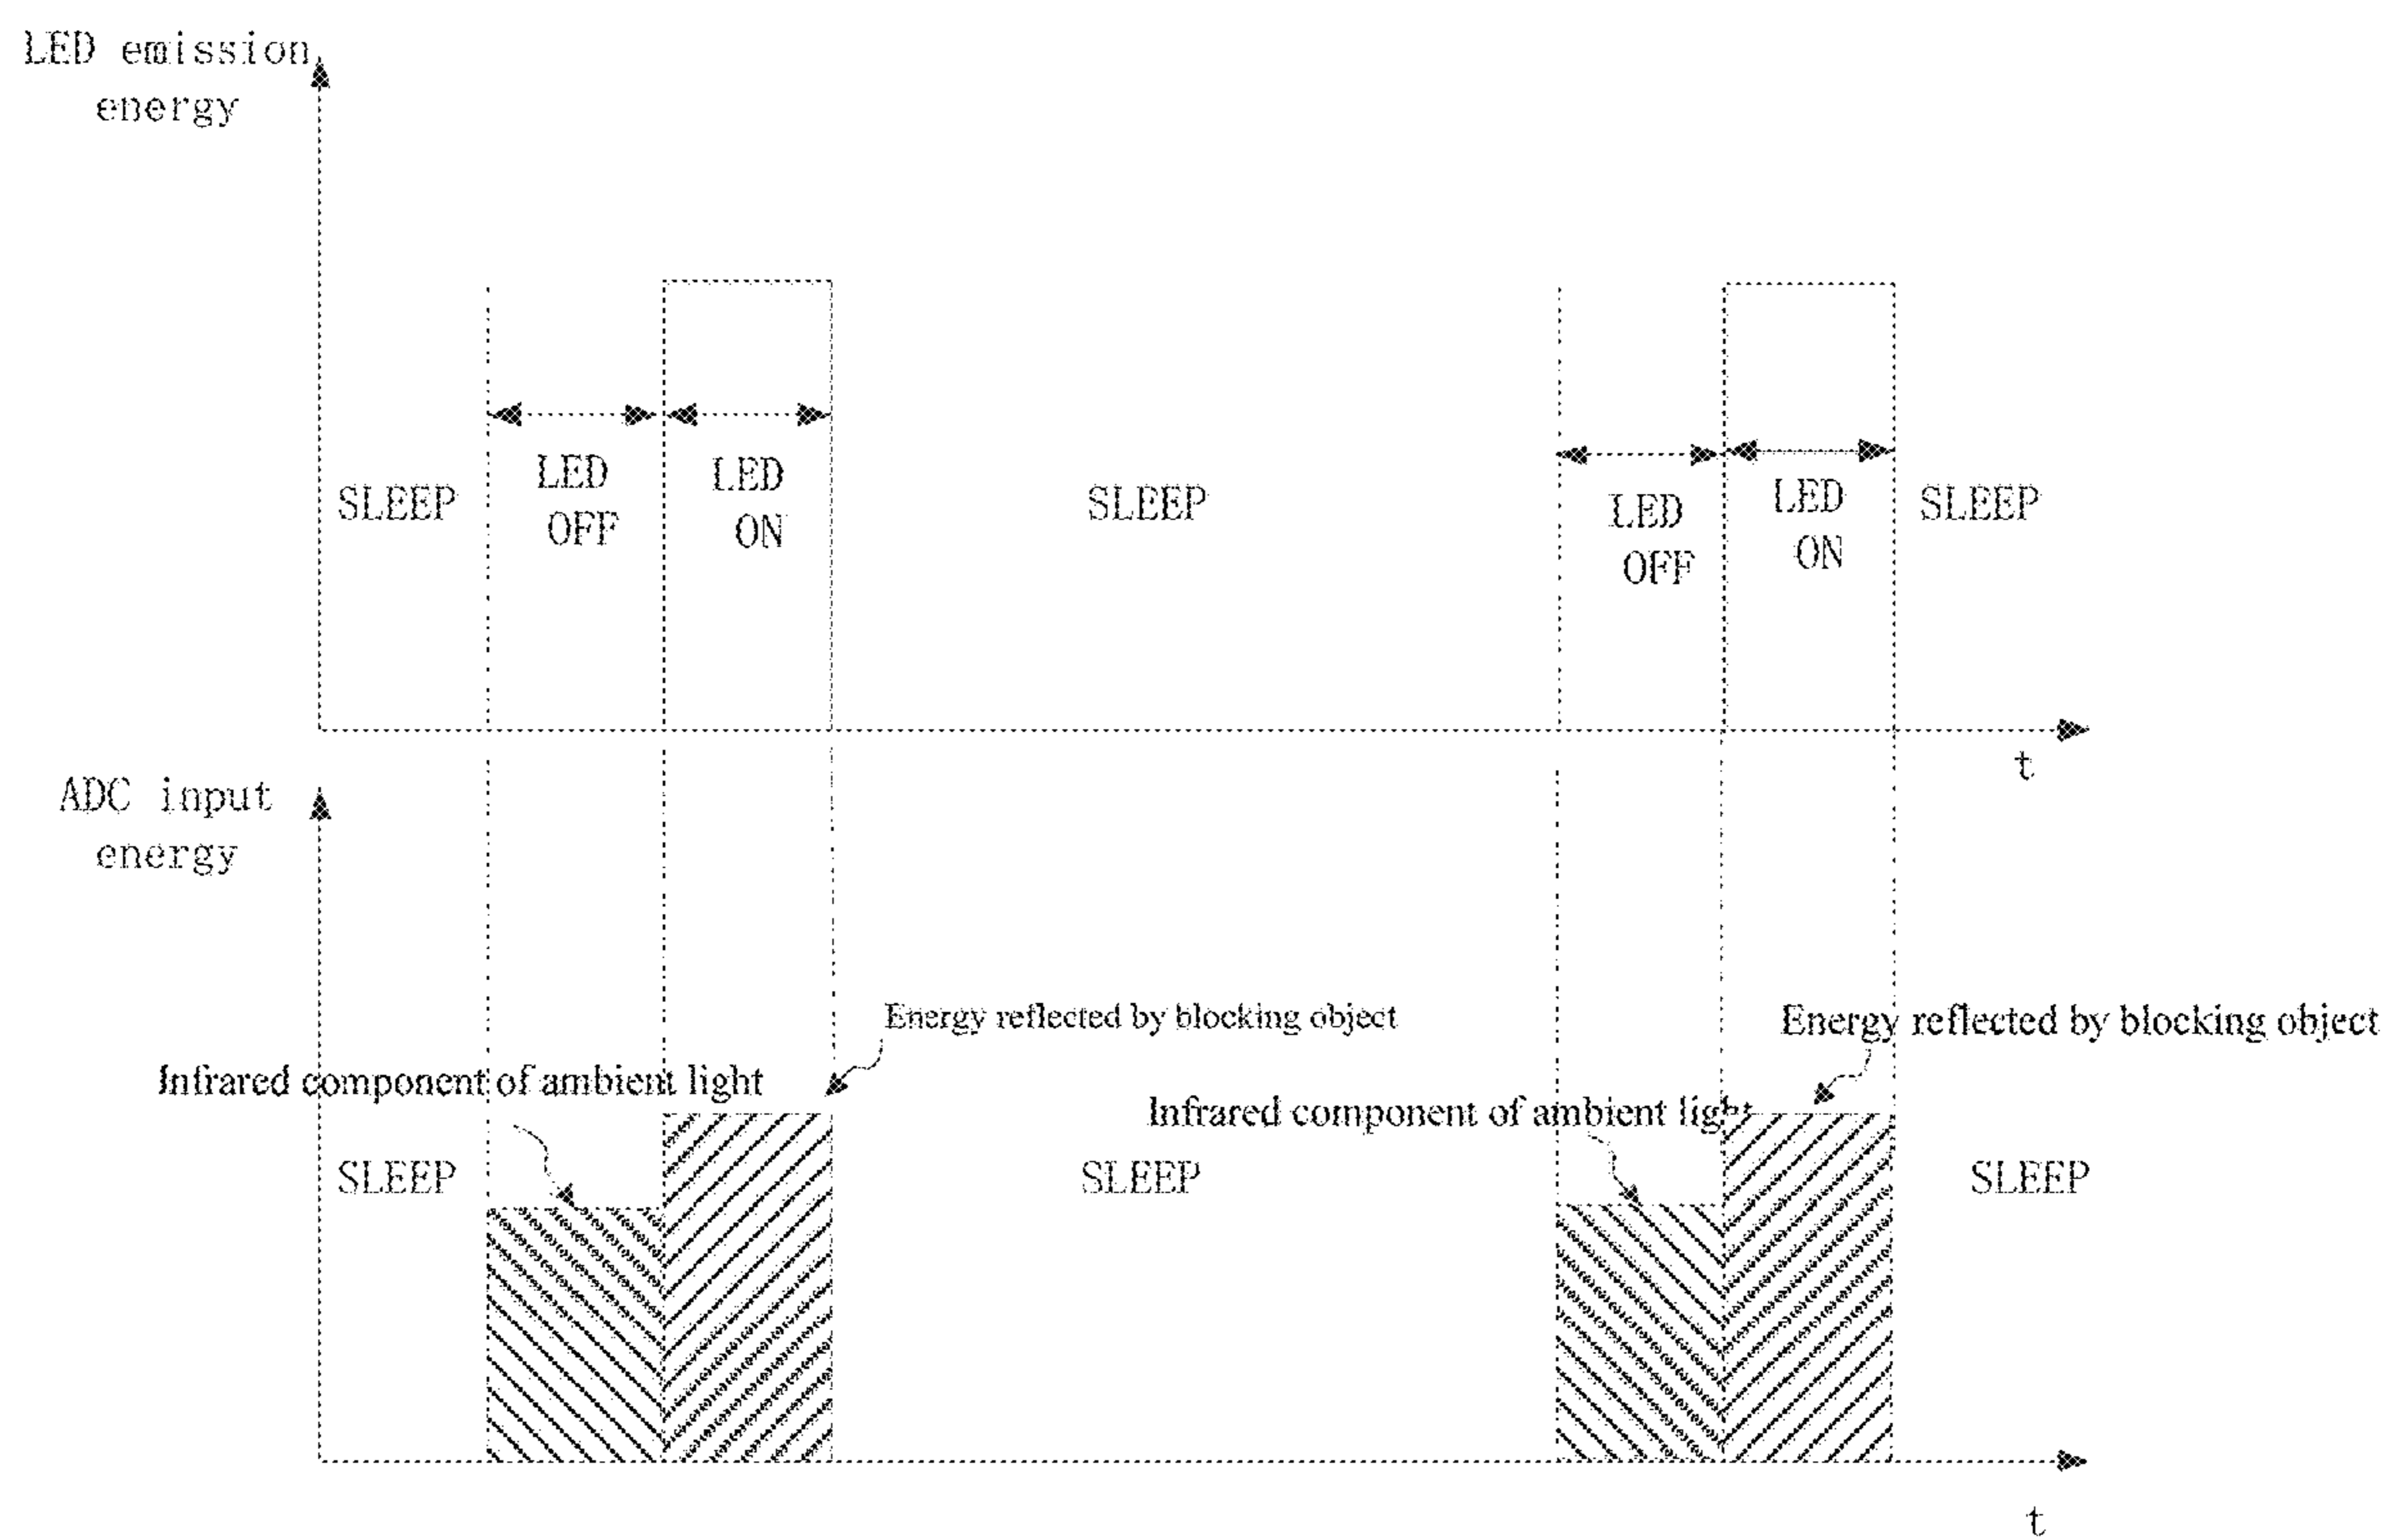 LED emission
energy
LED
OFF
LED
ON
SLEEP
SLEEP
LED
OFF
LED
ON
SLEEP
t
ADC input
energy
Energy reflected by blocking object
Energy reflected by blocking object
Infrared component of ambient light
Infrared component of ambient light
SLEEP
SLEEP
SLEEP
t